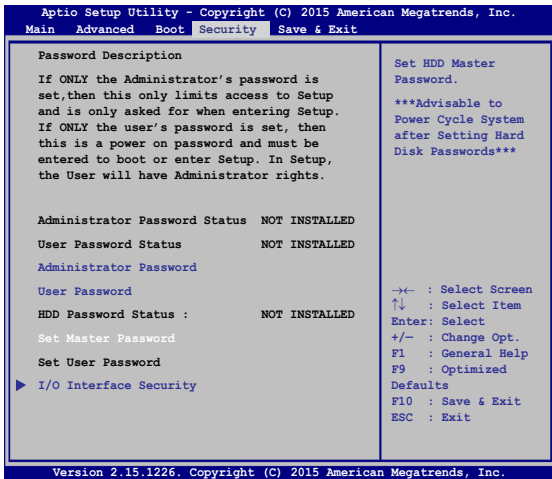 Aptio Setup Utility - Copyright (C) 2015 American Megatrends, Inc.
Main Advanced Boot Security Save & Exit
Password Description
If ONLY the Administrator's password is
set,then this only limits access to Setup
and is only asked for when entering Setup.
If ONLY the user's password is set, then
this is a power on password and must be
entered to boot or enter Setup. In Setup,
the User will have Administrator rights.
Administrator Password Status NOT INSTALLED
User Password Status NOT INSTALLED
Administrator Password
User Password
HDD Password Status : NOT INSTALLED
Set Master Password
Set User Password
I/O Interface Security
Set HDD Master
Password.
***Advisable to
Power Cycle System
after Setting Hard
Disk Passwords***
→← : Select Screen
↑↓ : Select Item
Enter: Select
+/− : Change Opt.
F1 : General Help
F9 : Optimized
Defaults
F10 : Save & Exit
ESC : Exit
Version 2.15.1226. Copyright (C) 2015 American Megatrends, Inc.